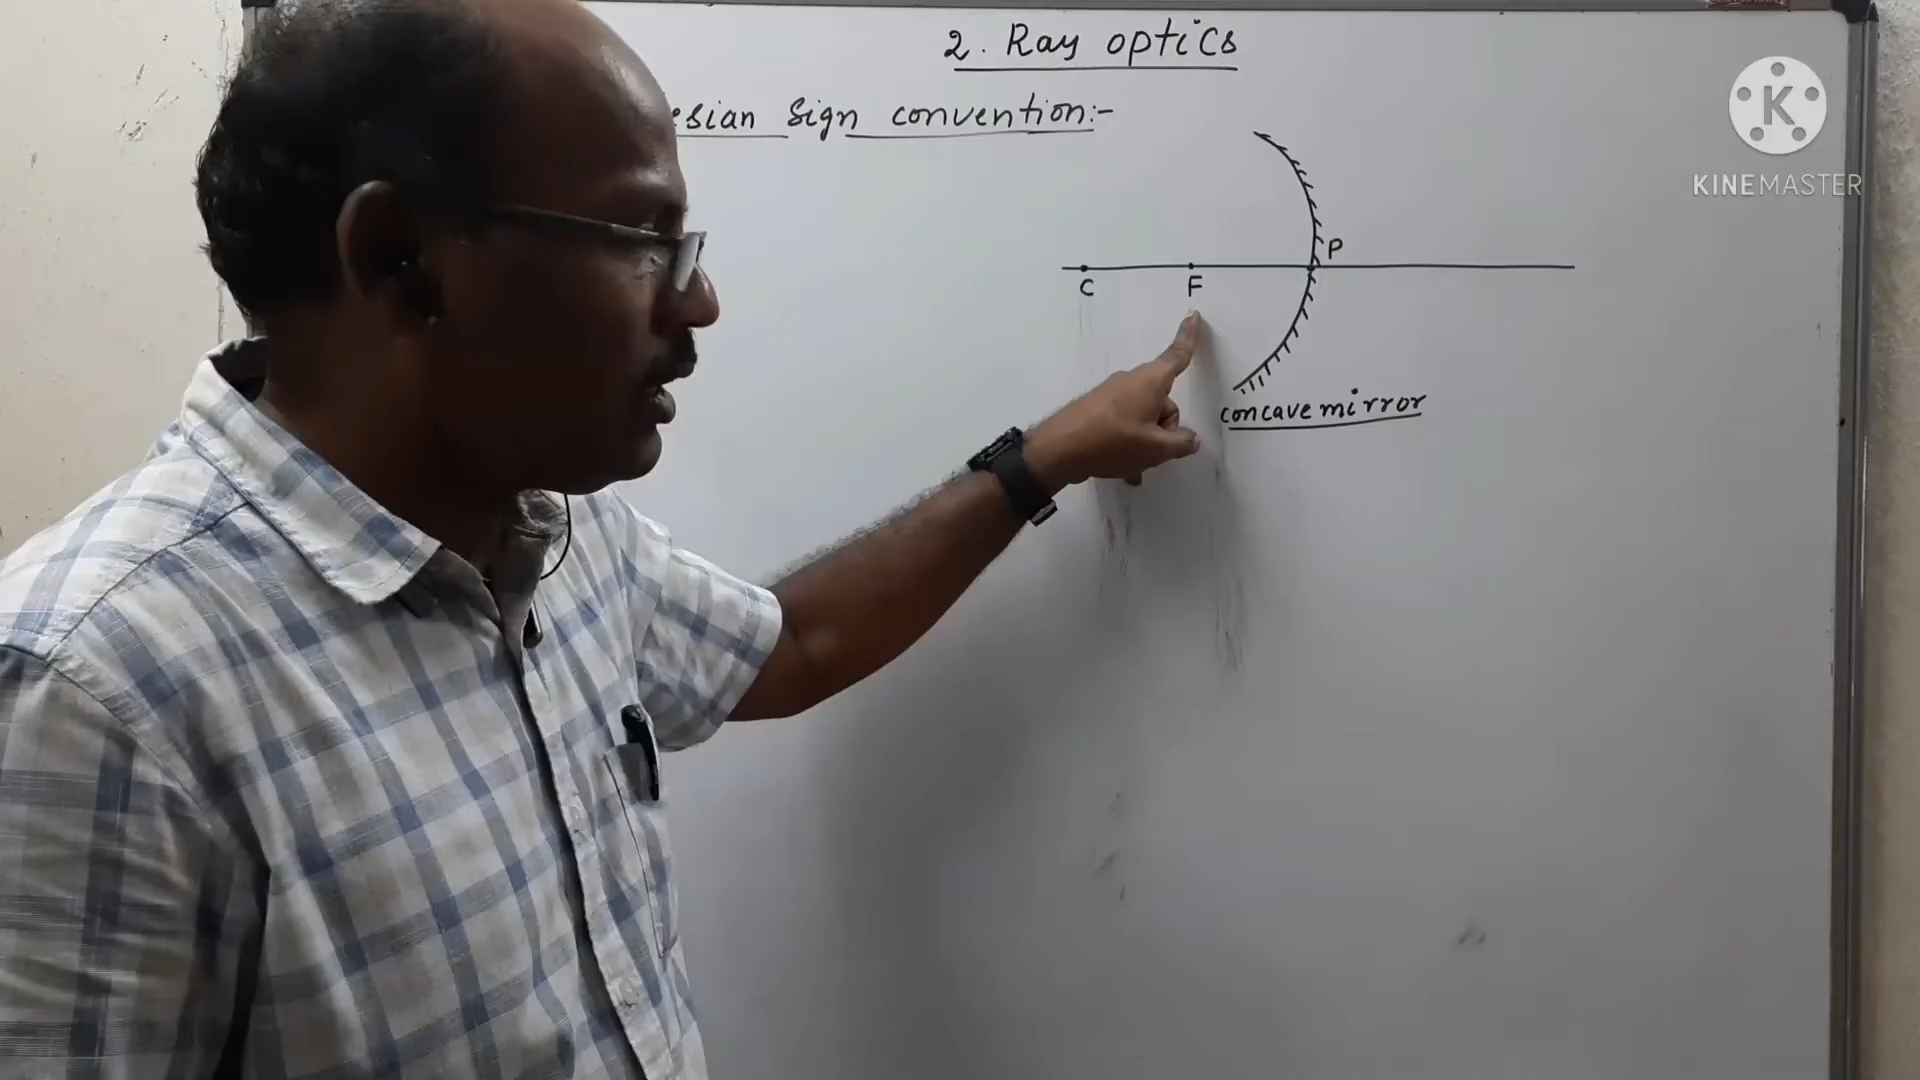 2. Ray optics
esian Sign convention:-
P
C F
concave mirror
K
KINEMASTER